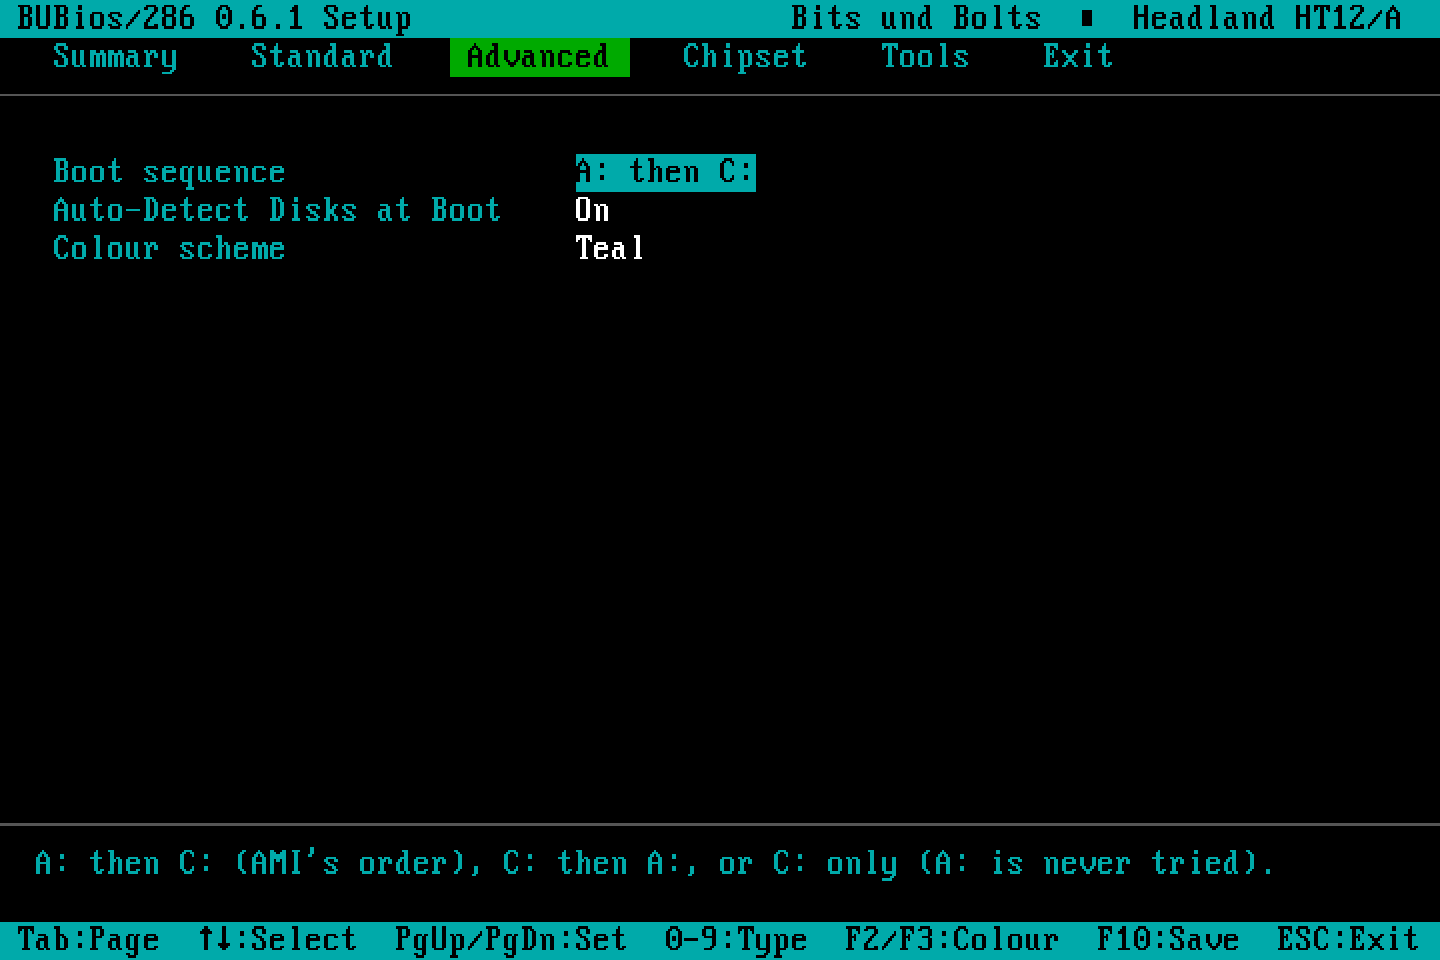 BUBios/286 0.6.1 Setup Bits und Bolts ▪ Headland HT12/A
Summary Standard Advanced Chipset Tools Exit
Boot sequence A: then C:
Auto-Detect Disks at Boot On
Colour scheme Teal
A: then C: (AMI's order), C: then A:, or C: only (A: is never tried).
Tab:Page ↑↓:Select PgUp/PgDn:Set 0-9:Type F2/F3:Colour F10:Save ESC:Exit